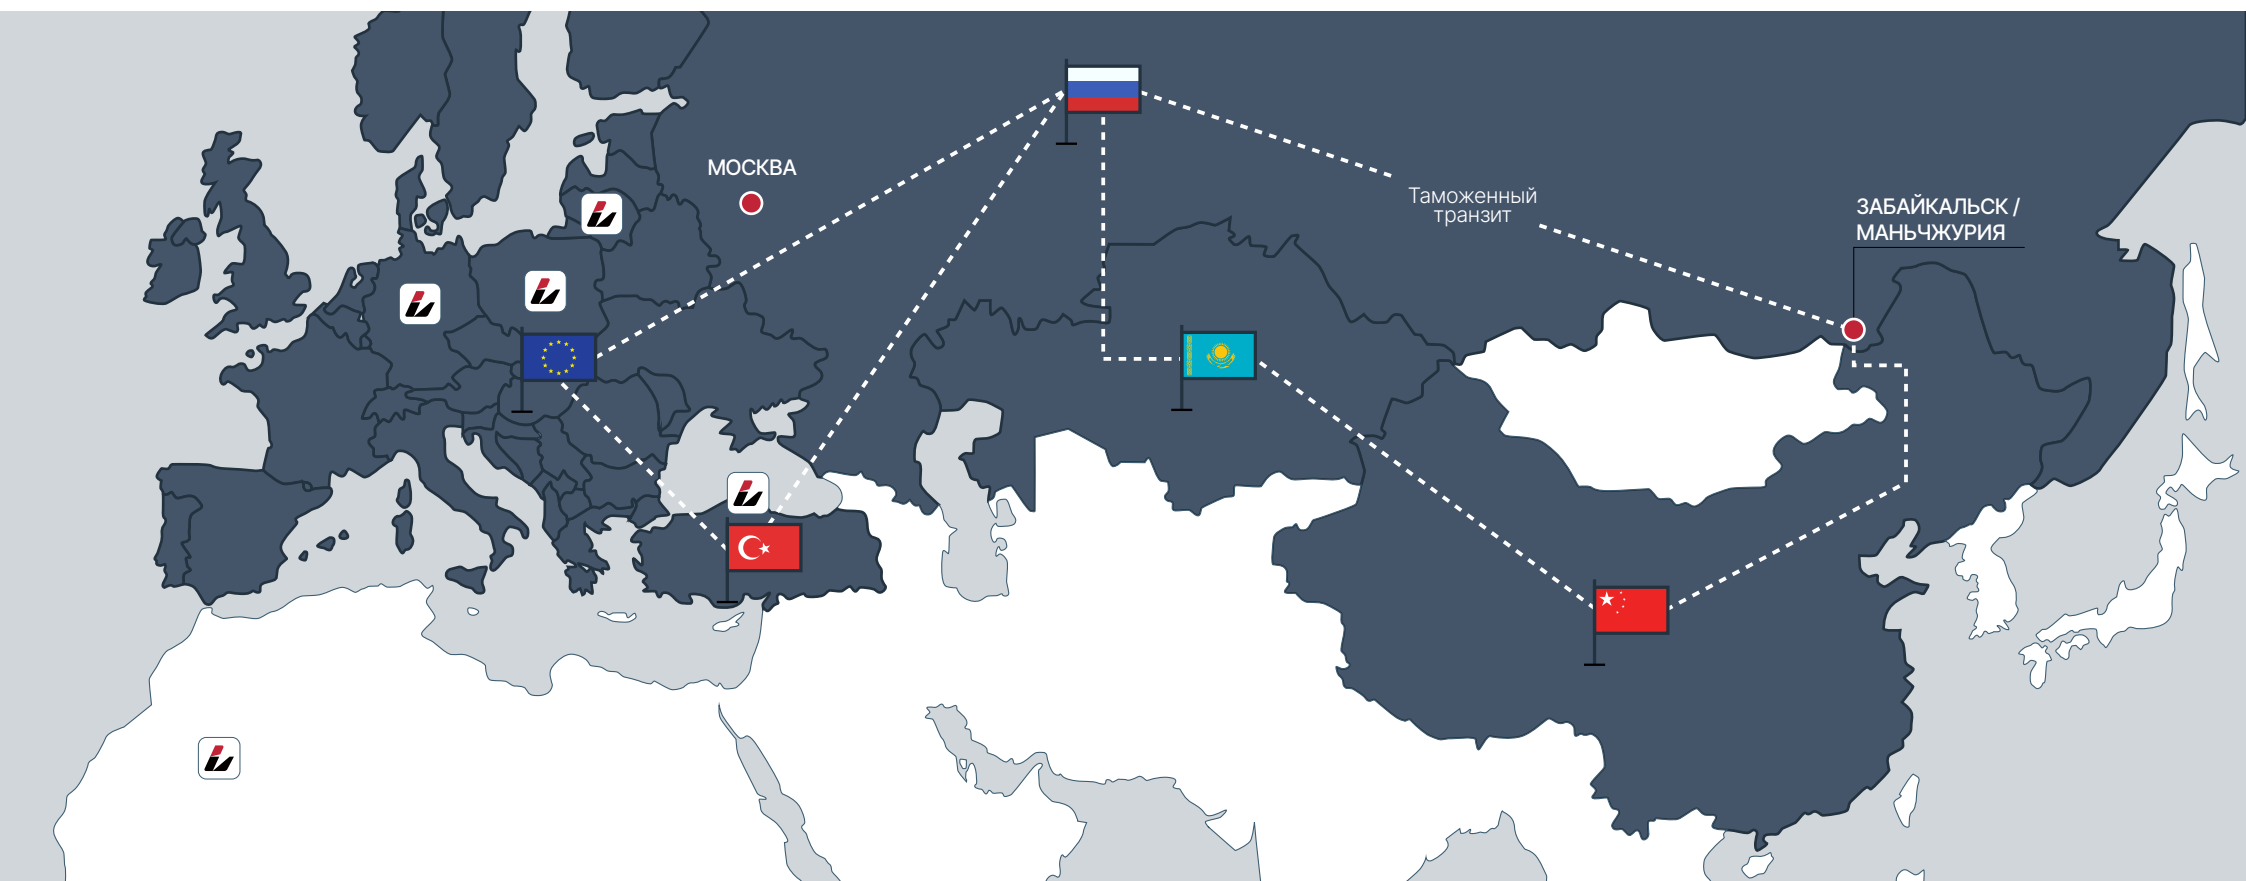 МОСКВА
Таможенный
транзит
ЗАБАЙКАЛЬСК /
МАНЬЧЖУРИЯ